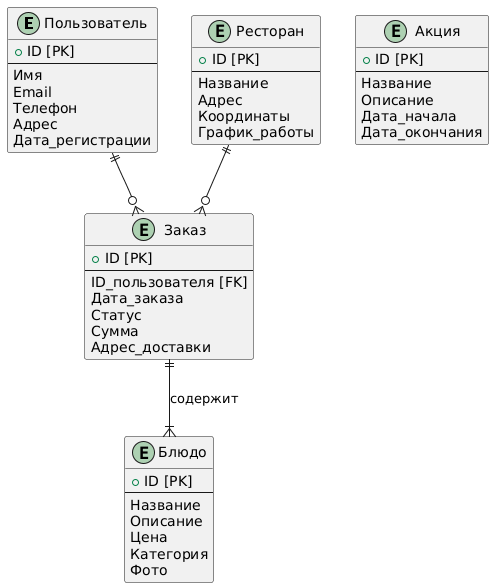 E Пользователь
ID [PK]
Имя
Email
Телефон
Адрес
Дата_регистрации
E Ресторан
ID [PK]
Название
Адрес
Координаты
График_работы
E Акция
ID [PK]
Название
Описание
Дата_начала
Дата_окончания
E Заказ
ID [PK]
ID_пользователя [FK]
Дата_заказа
Статус
Сумма
Адрес_доставки
содержит
E Блюдо
ID [PK]
Название
Описание
Цена
Категория
Фото